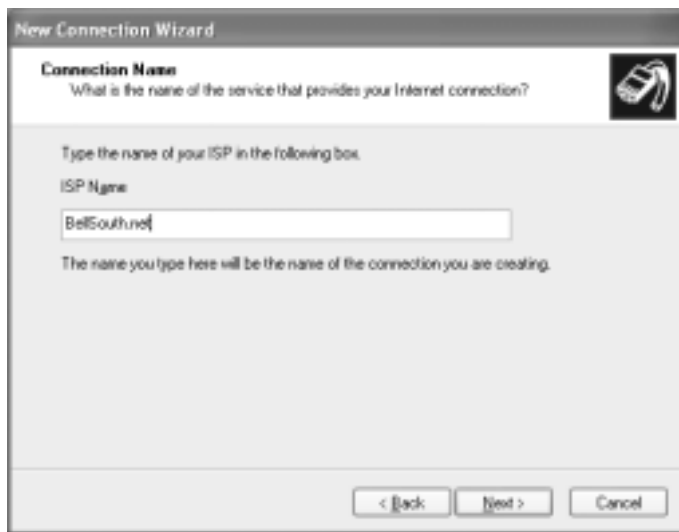 New Connection Wizard
Connection Name
What is the name of the service that provides your Internet connection?
Type the name of your ISP in the following box.
ISP Name
BellSouth.net
The name you type here will be the name of the connection you are creating.
< Back
Next >
Cancel